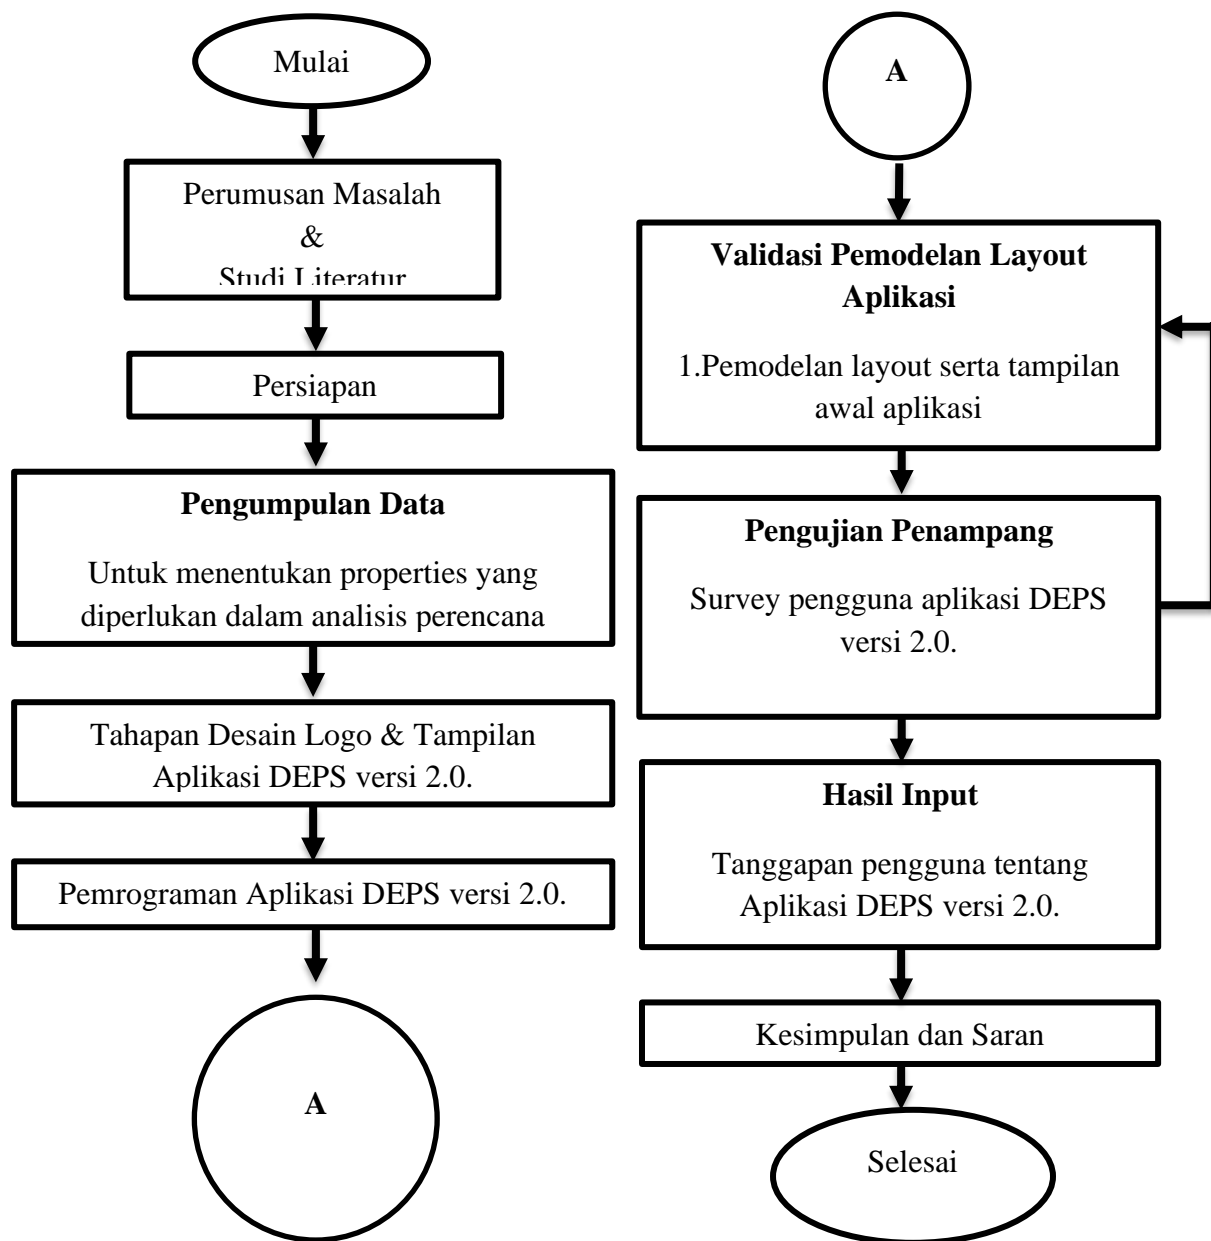 Mulai
Perumusan Masalah
&
Studi Literatur
Persiapan
Pengumpulan Data
Untuk menentukan properties yang
diperlukan dalam analisis perencana
Tahapan Desain Logo & Tampilan
Aplikasi DEPS versi 2.0.
Pemrograman Aplikasi DEPS versi 2.0.
A
A
Validasi Pemodelan Layout
Aplikasi
1.Pemodelan layout serta tampilan
awal aplikasi
Pengujian Penampang
Survey pengguna aplikasi DEPS
versi 2.0.
Hasil Input
Tanggapan pengguna tentang
Aplikasi DEPS versi 2.0.
Kesimpulan dan Saran
Selesai